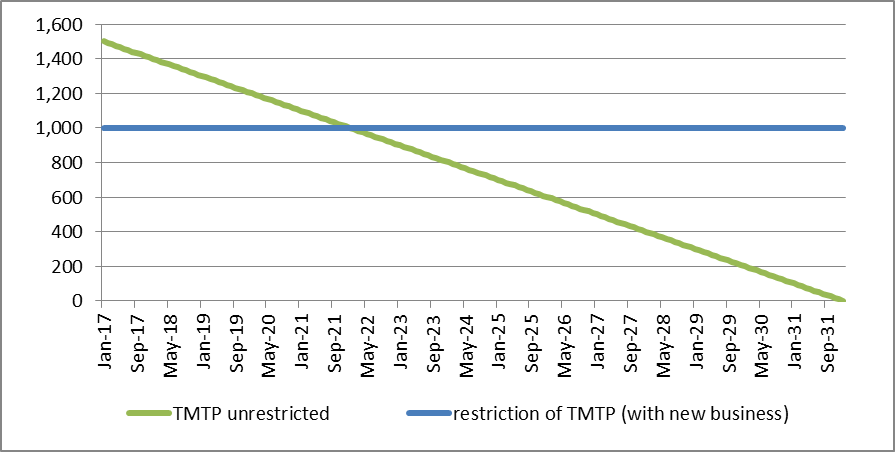 1,600
1,400
1,200
1,000
800
600
400
200
0
Jan-17
Sep-17
May-18
Jan-19
Sep-19
May-20
Jan-21
Sep-21
May-22
Jan-23
Sep-23
May-24
Jan-25
Sep-25
May-26
Jan-27
Sep-27
May-28
Jan-29
Sep-29
May-30
Jan-31
Sep-31
TMTP unrestricted
restriction of TMTP (with new business)